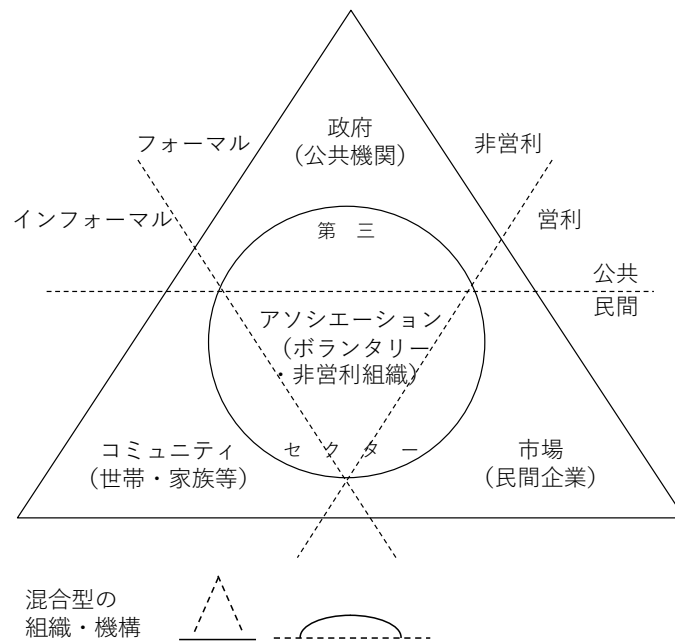 政府
(公共機関)
フォーマル
非営利
インフォーマル
営利
第 三
公共
民間
アソシエーション
(ボランタリー
・非営利組織)
コミュニティ
(世帯・家族等)
セ ク タ ー
市場
(民間企業)
混合型の
組織・機構